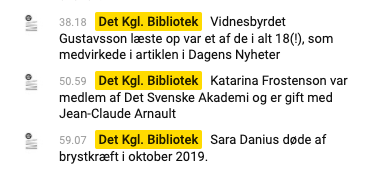 38.18 Det Kgl. Bibliotek Vidnesbyrdet
Gustavsson læste op var et af de i alt 18(!), som
medvirkede i artiklen i Dagens Nyheter
50.59 Det Kgl. Bibliotek Katarina Frostenson var
medlem af Det Svenske Akademi og er gift med
Jean-Claude Arnault
59.07 Det Kgl. Bibliotek Sara Danius døde af
brystkræft i oktober 2019.